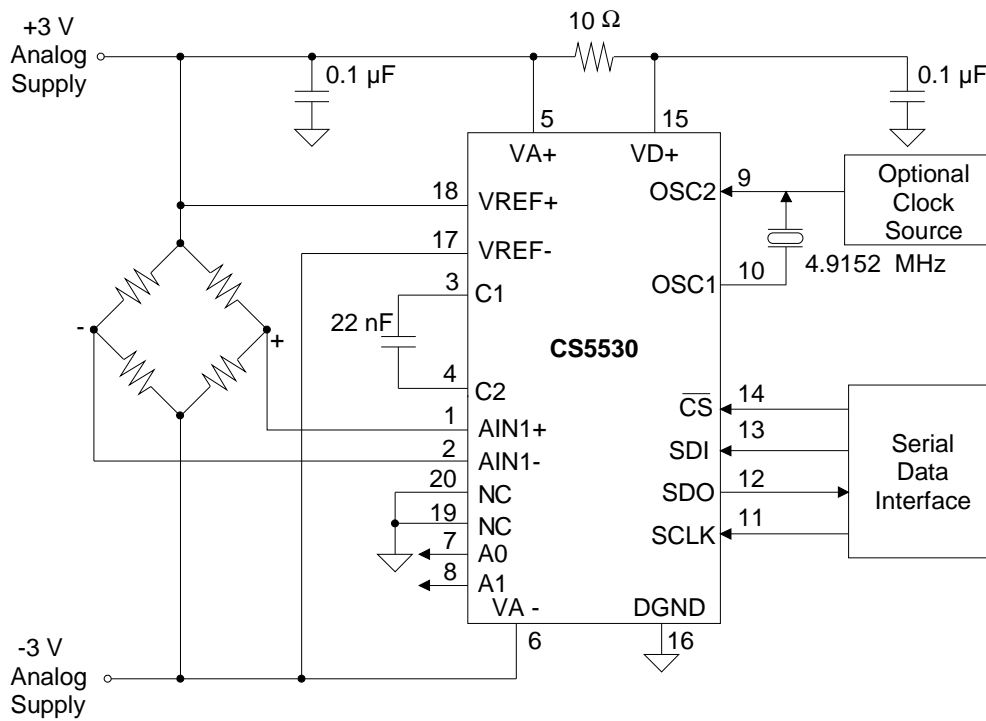 +3 V
Analog
Supply
10 Ω
0.1 µF
0.1 µF
5
15
VA+
VD+
18
VREF+
17
VREF-
3
C1
22 nF
4
C2
1
AIN1+
2
AIN1-
20
NC
19
NC
7
A0
8
A1
VA -
6
CS5530
OSC2
9
Optional
Clock
Source
4.9152 MHz
OSC1
10
CS
14
SDI
13
SDO
12
SCLK
11
Serial
Data
Interface
DGND
16
-
+
-3 V
Analog
Supply